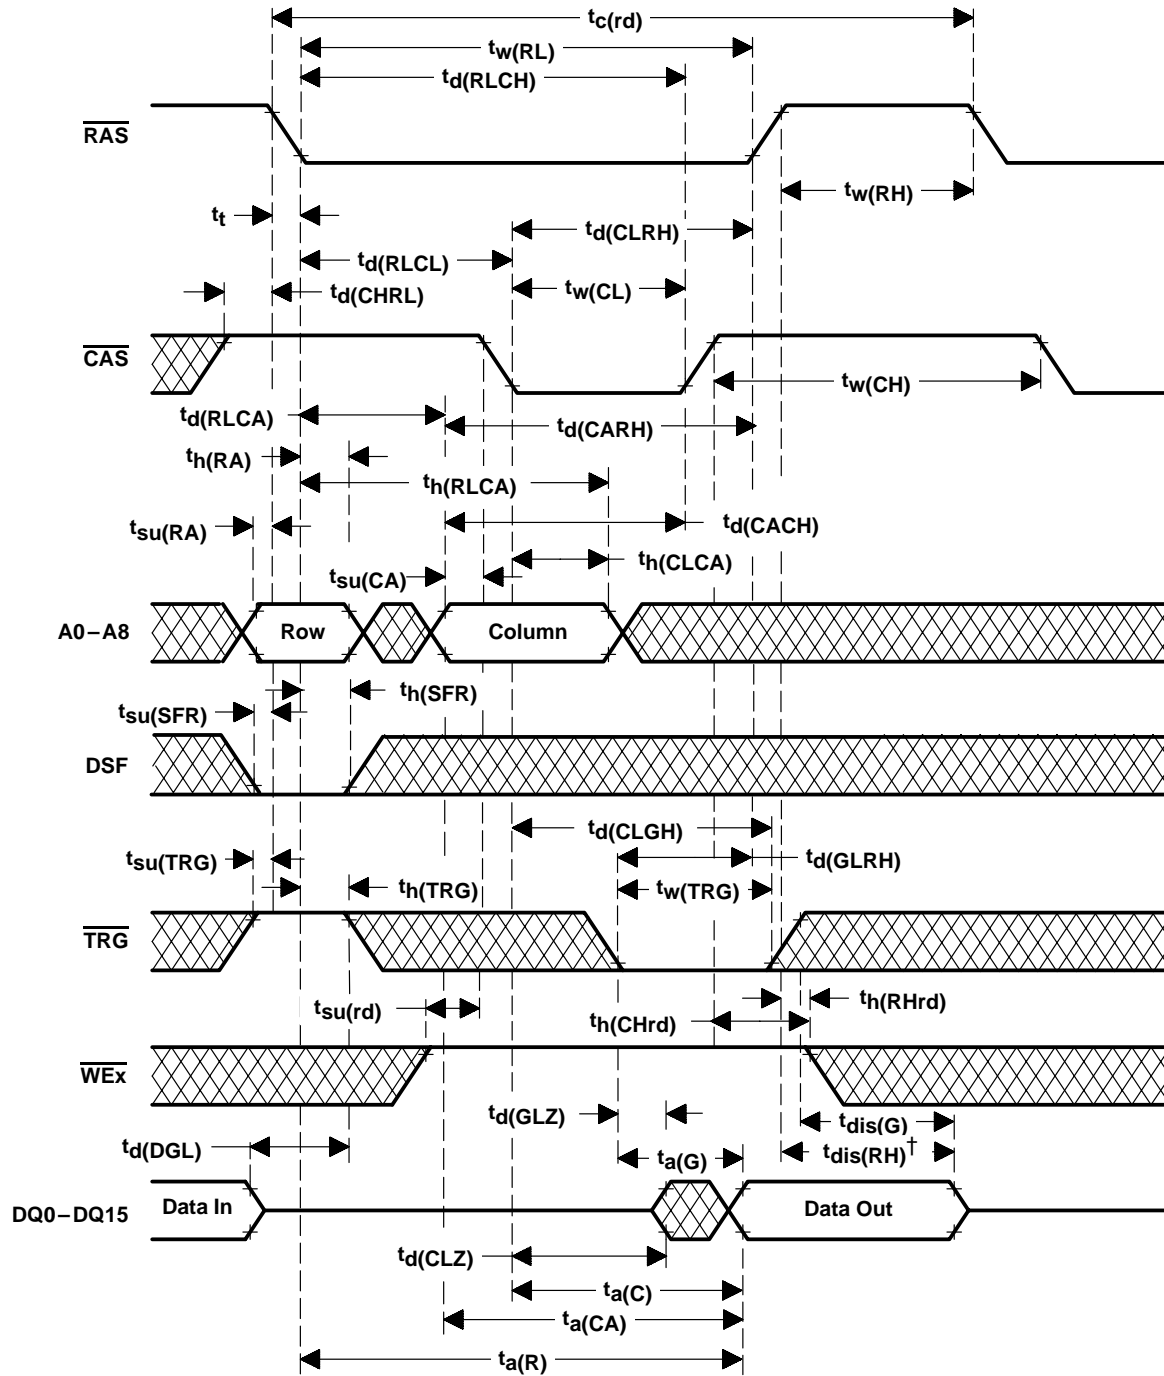 tc(rd)
tw(RL)
td(RLCH)
RAS
tw(RH)
tt
td(CLRH)
td(RLCL)
td(CHRL)
tw(CL)
CAS
tw(CH)
td(RLCA)
td(CARH)
th(RA)
th(RLCA)
tsu(RA)
td(CACH)
th(CLCA)
tsu(CA)
A0–A8
Row
Column
th(SFR)
tsu(SFR)
DSF
td(CLGH)
tsu(TRG)
td(GLRH)
th(TRG)
tw(TRG)
TRG
tsu(rd)
th(RHrd)
th(CHrd)
WEx
td(GLZ)
tdis(G)
td(DGL)
ta(G)
tdis(RH)†
DQ0–DQ15
Data In
Data Out
td(CLZ)
ta(C)
ta(CA)
ta(R)